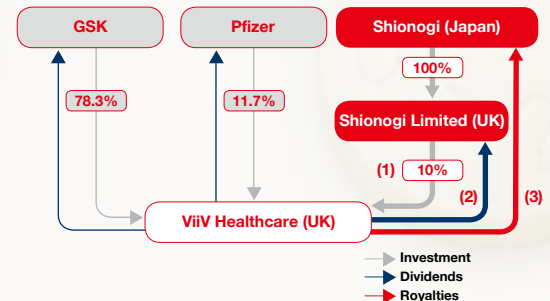 GSK
Pfizer
Shionogi (Japan)
100%
78.3%
11.7%
Shionogi Limited (UK)
(1)
10%
(2)
(3)
ViiV Healthcare (UK)
Investment
Dividends
Royalties